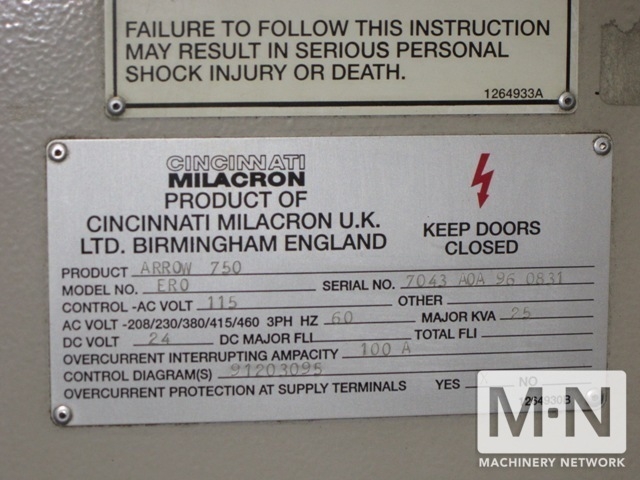 FAILURE TO FOLLOW THIS INSTRUCTION
MAY RESULT IN SERIOUS PERSONAL
SHOCK INJURY OR DEATH.
1264933A
CINCINNATI
MILACRON
PRODUCT OF
CINCINNATI MILACRON U.K.
LTD. BIRMINGHAM ENGLAND
KEEP DOORS
CLOSED
PRODUCT ARROW 750
MODEL NO. ERO SERIAL NO. 7043 A0A 96 0831
CONTROL -AC VOLT 115 OTHER
AC VOLT -208/230/380/415/460 3PH HZ 60 MAJOR KVA 25
DC VOLT 24 DC MAJOR FLI TOTAL FLI
OVERCURRENT INTERRUPTING AMPACITY 100 A
CONTROL DIAGRAM(S) 91203095
OVERCURRENT PROTECTION AT SUPPLY TERMINALS YES NO
1264930B
M·N
MACHINERY NETWORK